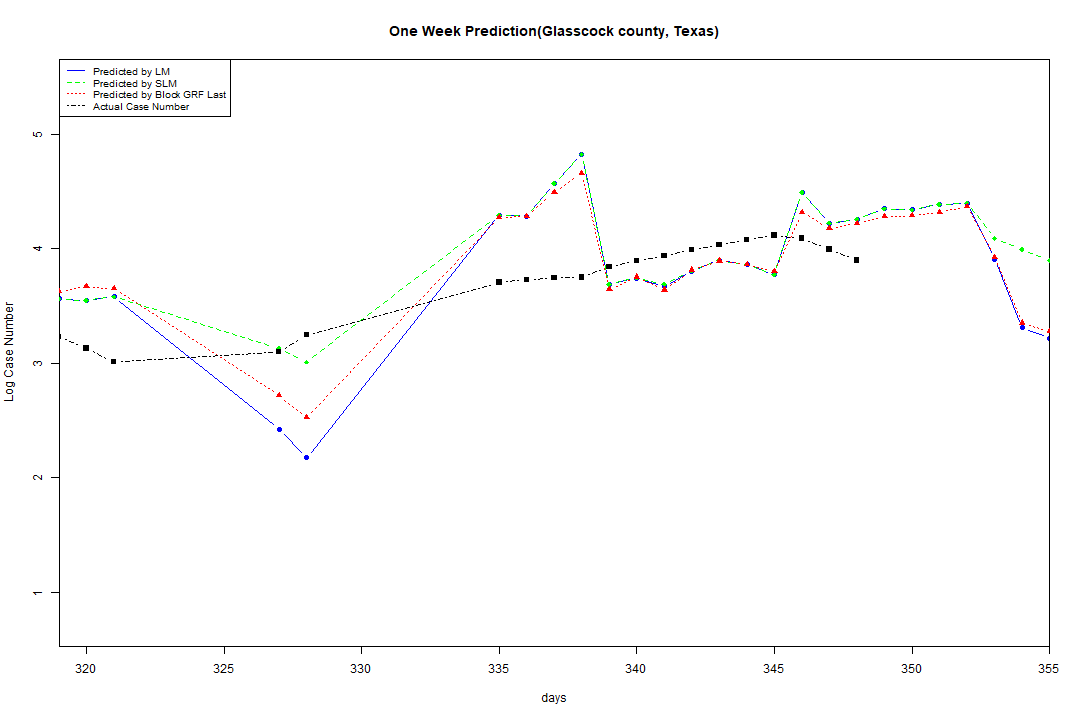 One Week Prediction(Glasscock county, Texas)
Predicted by LM
Predicted by SLM
Predicted by Block GRF Last
Actual Case Number
5
4
3
2
1
Log Case Number
320 325 330 335 340 345 350 355
days